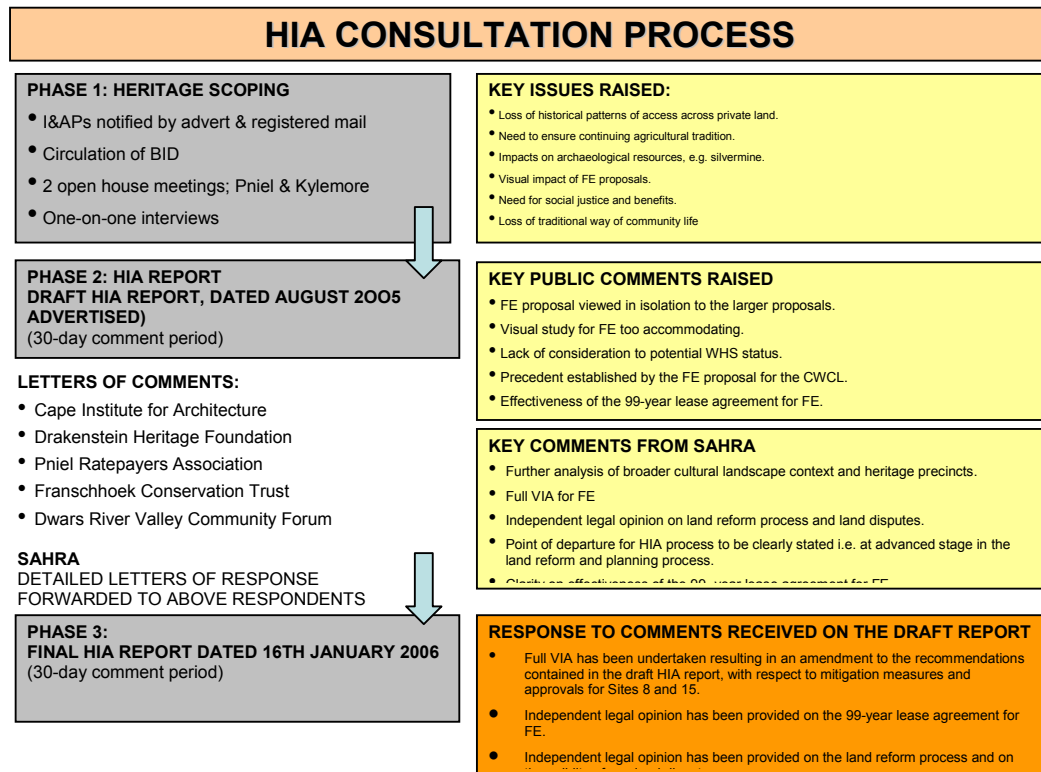 HIA CONSULTATION PROCESS
PHASE 1: HERITAGE SCOPING
• I&APs notified by advert & registered mail
• Circulation of BID
• 2 open house meetings; Pniel & Kylemore
• One-on-one interviews
KEY ISSUES RAISED:
• Loss of historical patterns of access across private land.
• Need to ensure continuing agricultural tradition.
• Impacts on archaeological resources, e.g. silvermine.
• Visual impact of FE proposals.
• Need for social justice and benefits.
• Loss of traditional way of community life
PHASE 2: HIA REPORT
DRAFT HIA REPORT, DATED AUGUST 2OO5
ADVERTISED)
(30-day comment period)
KEY PUBLIC COMMENTS RAISED
• FE proposal viewed in isolation to the larger proposals.
• Visual study for FE too accommodating.
• Lack of consideration to potential WHS status.
• Precedent established by the FE proposal for the CWCL.
• Effectiveness of the 99-year lease agreement for FE.
LETTERS OF COMMENTS:
• Cape Institute for Architecture
• Drakenstein Heritage Foundation
• Pniel Ratepayers Association
• Franschhoek Conservation Trust
• Dwars River Valley Community Forum
SAHRA
DETAILED LETTERS OF RESPONSE
FORWARDED TO ABOVE RESPONDENTS
KEY COMMENTS FROM SAHRA
• Further analysis of broader cultural landscape context and heritage precincts.
• Full VIA for FE
• Independent legal opinion on land reform process and land disputes.
• Point of departure for HIA process to be clearly stated i.e. at advanced stage in the
land reform and planning process.
• Clarity on effectiveness of the 99- year lease agreement for FE
PHASE 3:
FINAL HIA REPORT DATED 16TH JANUARY 2006
(30-day comment period)
RESPONSE TO COMMENTS RECEIVED ON THE DRAFT REPORT
• Full VIA has been undertaken resulting in an amendment to the recommendations
contained in the draft HIA report, with respect to mitigation measures and
approvals for Sites 8 and 15.
• Independent legal opinion has been provided on the 99-year lease agreement for
FE.
• Independent legal opinion has been provided on the land reform process and on